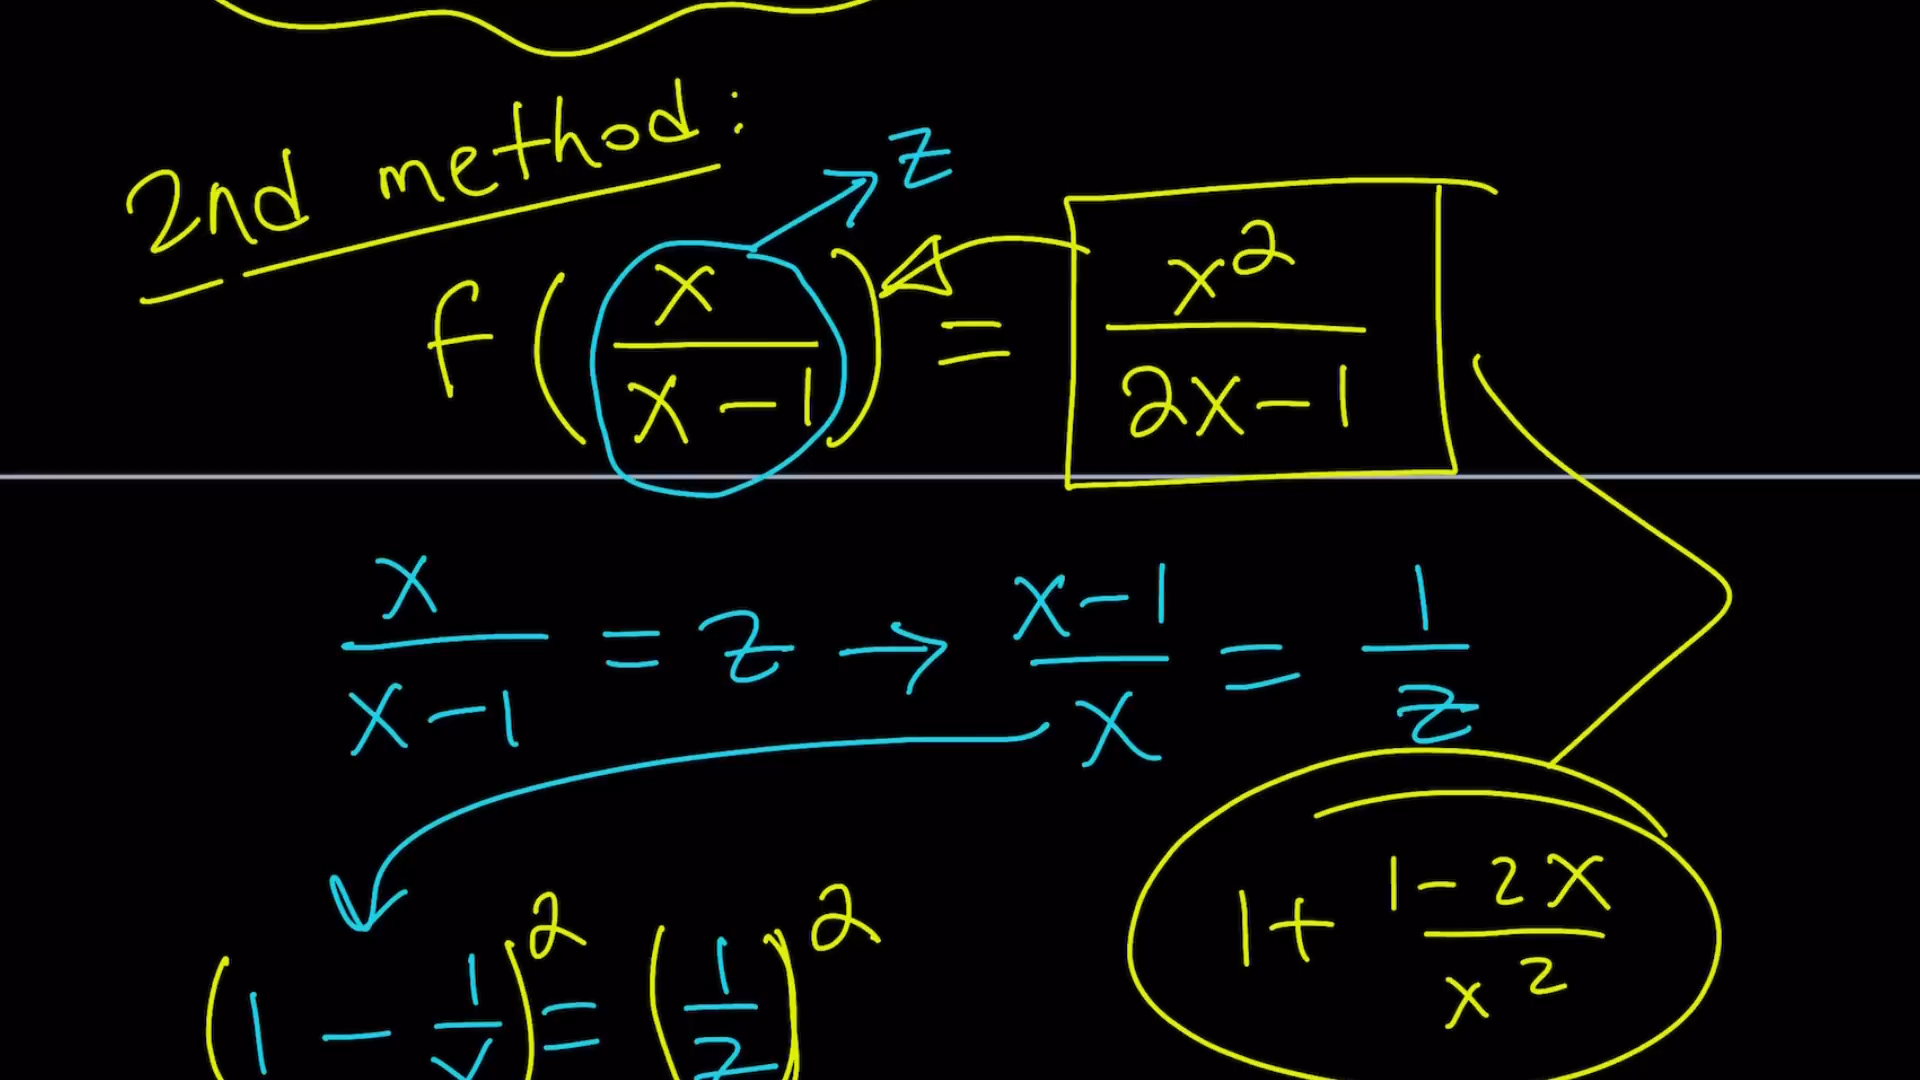 2nd method:
f(x/(x-1)) = x²/(2x-1)
z
x/(x-1) = z → (x-1)/x = 1/z
(1 - 1/x)² = (1/z)²
1 + (1-2x)/x²